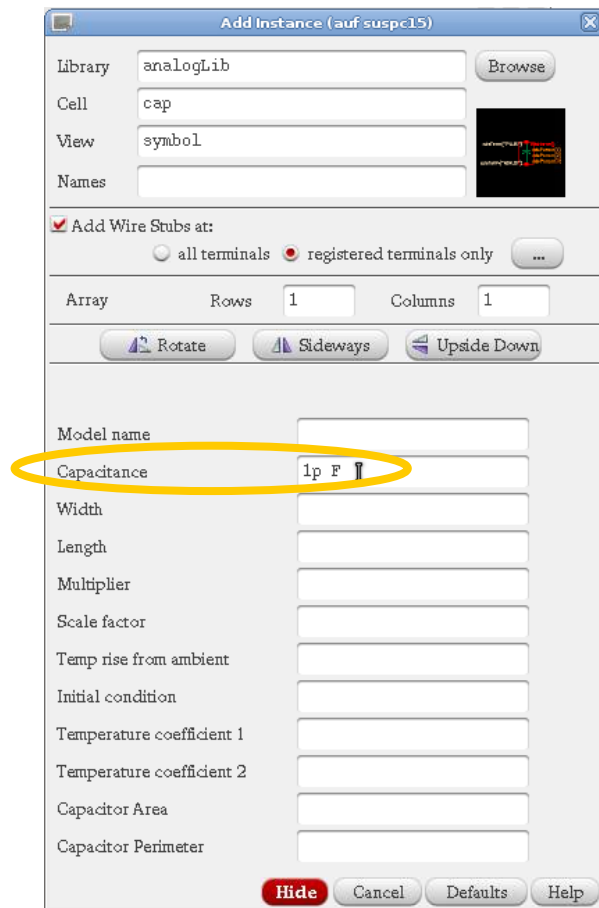 Add Instance (auf suspc15)
Library analogLib Browse
Cell cap
View symbol
Names
Add Wire Stubs at:
all terminals registered terminals only ...
Array Rows 1 Columns 1
Rotate Sideways Upside Down
Model name
Capacitance 1p F
Width
Length
Multiplier
Scale factor
Temp rise from ambient
Initial condition
Temperature coefficient 1
Temperature coefficient 2
Capacitor Area
Capacitor Perimeter
Hide Cancel Defaults Help